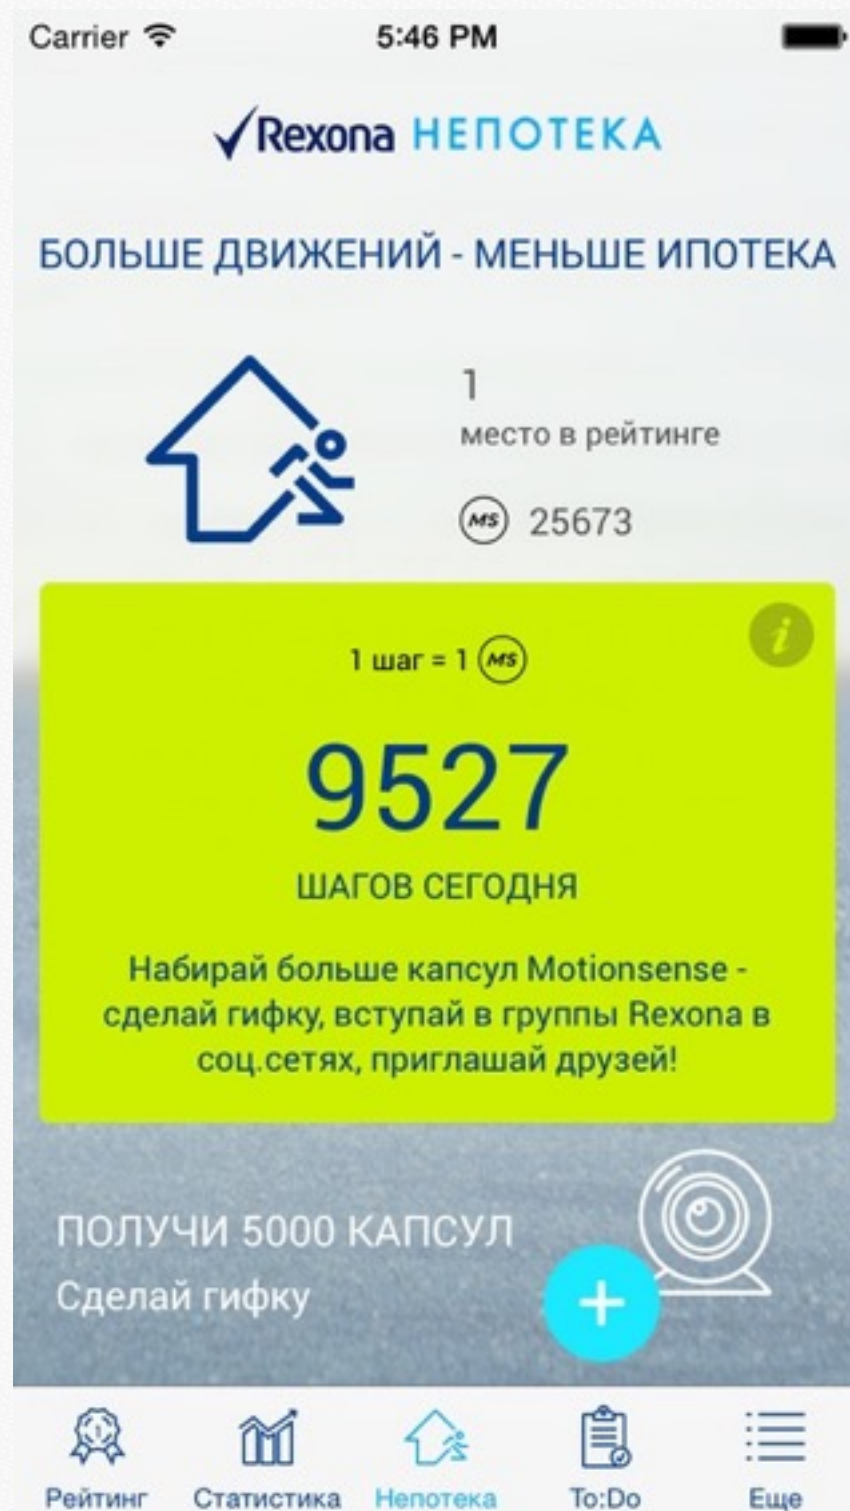 Carrier 5:46 PM
Rexona НЕПОТЕКА
БОЛЬШЕ ДВИЖЕНИЙ - МЕНЬШЕ ИПОТЕКА
1
место в рейтинге
MS 25673
i
1 шаг = 1 MS
9527
ШАГОВ СЕГОДНЯ
Набирай больше капсул Motionsense -
сделай гифку, вступай в группы Rexona в
соц.сетях, приглашай друзей!
ПОЛУЧИ 5000 КАПСУЛ
Сделай гифку
+
Рейтинг Статистика Непотека To:Do Еще